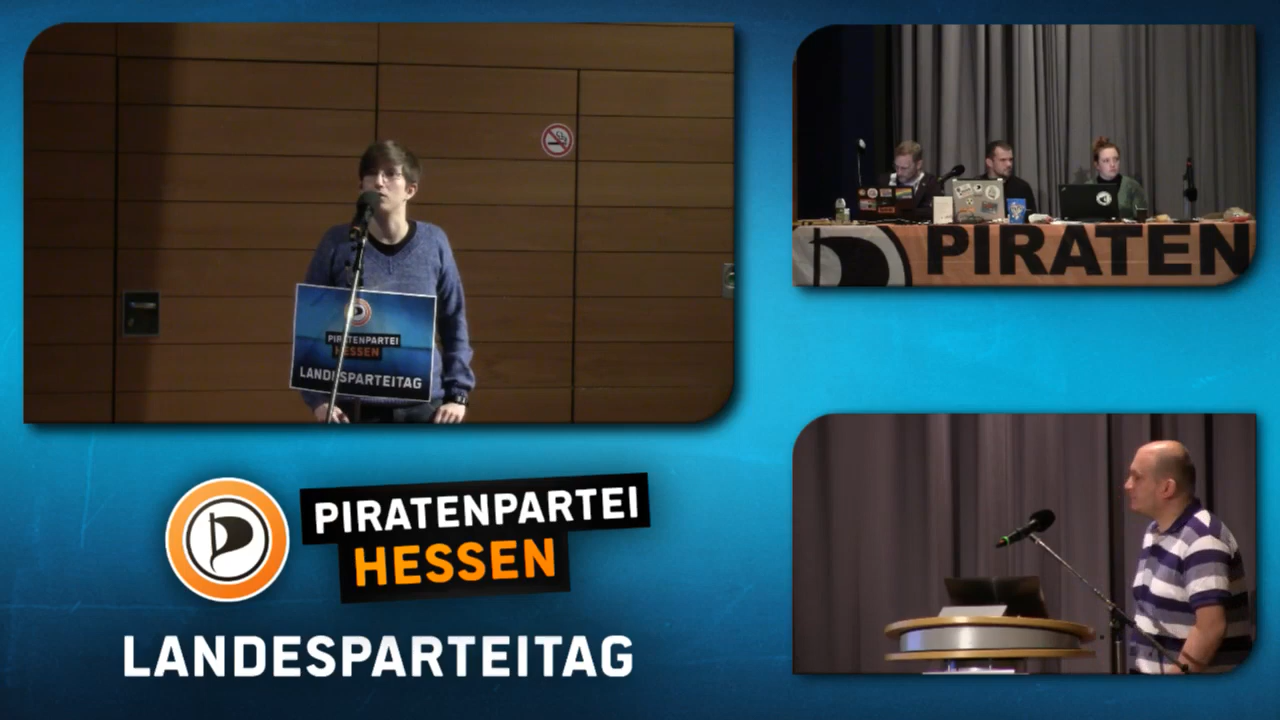 PIRATENPARTEI
HESSEN
LANDESPARTEITAG
PIRATEN
PIRATENPARTEI
HESSEN
LANDESPARTEITAG